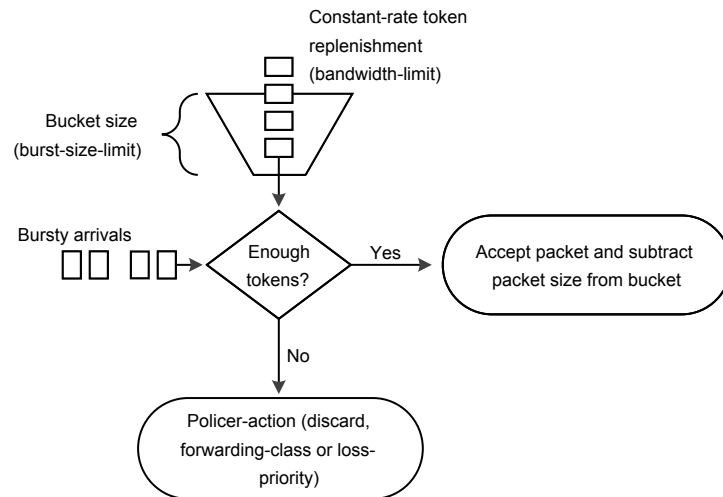 Constant-rate token
replenishment
(bandwidth-limit)
Bucket size
(burst-size-limit)
Bursty arrivals
Enough
tokens?
Yes
Accept packet and subtract
packet size from bucket
No
Policer-action (discard,
forwarding-class or loss-
priority)